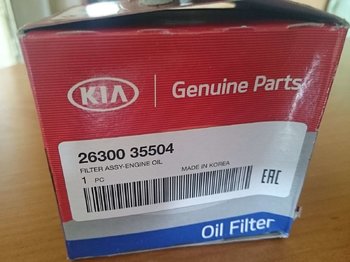 KIA
Genuine Parts
26300 35504
FILTER ASSY-ENGINE OIL
1 PC
MADE IN KOREA
EAC
Oil Filter